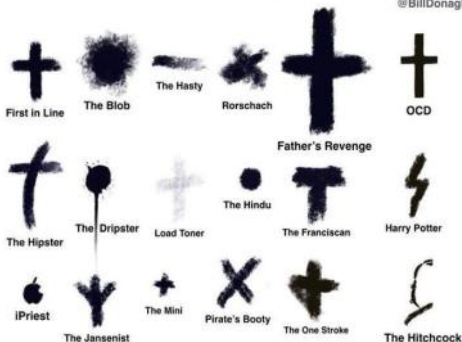 @BillDonag
First in Line
The Blob
The Hasty
Rorschach
Father's Revenge
OCD
The Hipster
The Dripster
Load Toner
The Hindu
The Franciscan
Harry Potter
iPriest
The Jansenist
The Mini
Pirate's Booty
The One Stroke
The Hitchcock